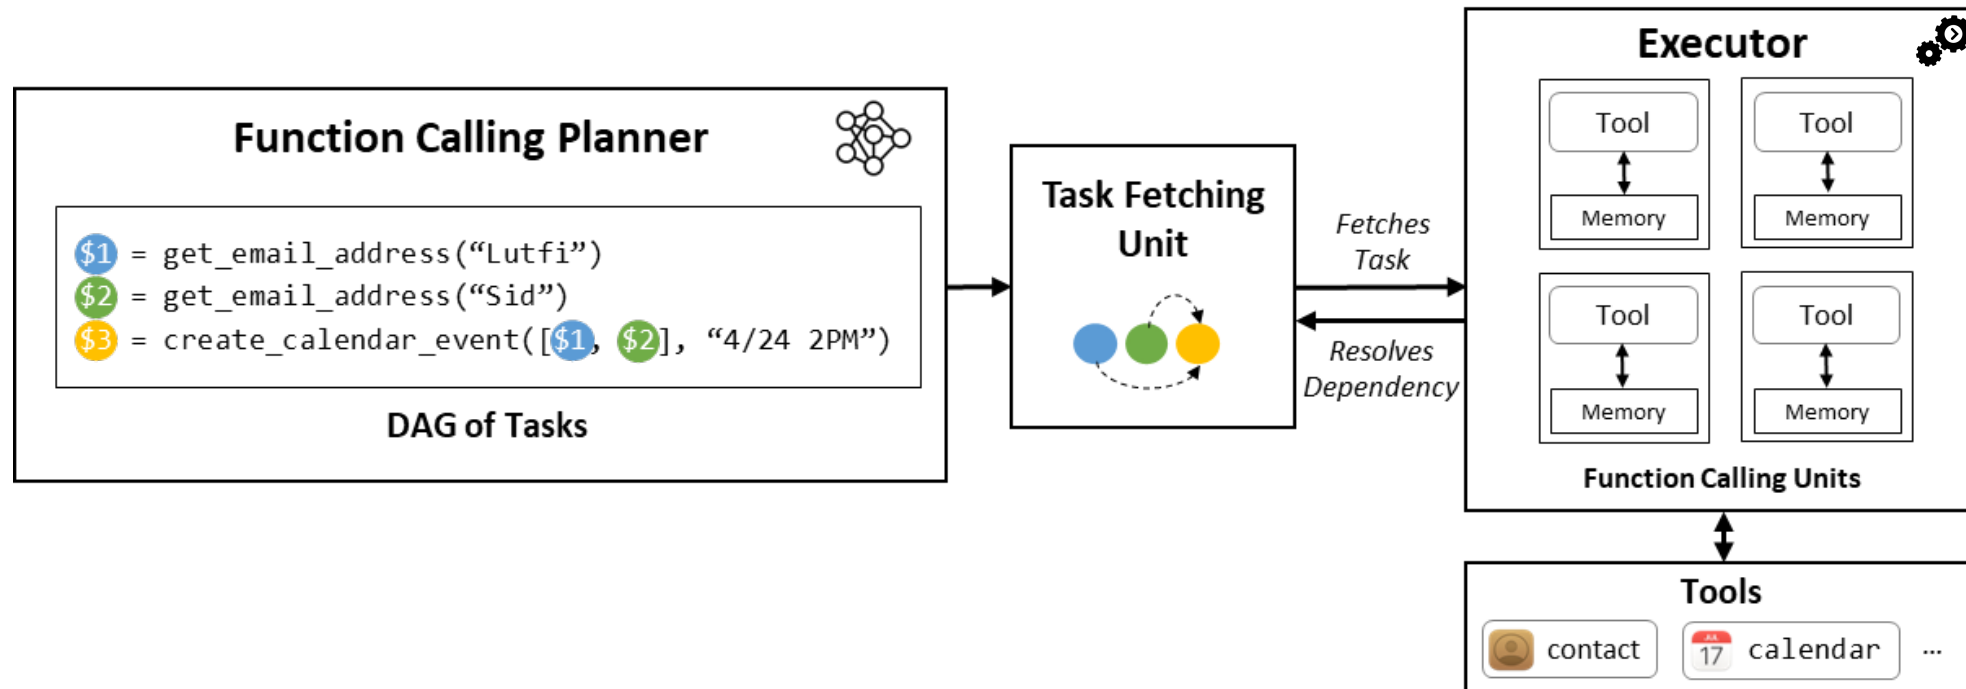 Function Calling Planner
$1 = get_email_address(“Lutfi”)
$2 = get_email_address(“Sid”)
$3 = create_calendar_event([$1, $2], “4/24 2PM”)
DAG of Tasks
Task Fetching
Unit
Fetches
Task
Resolves
Dependency
Executor
Tool
Memory
Tool
Memory
Tool
Memory
Tool
Memory
Function Calling Units
Tools
contact
JUL
17
calendar
...